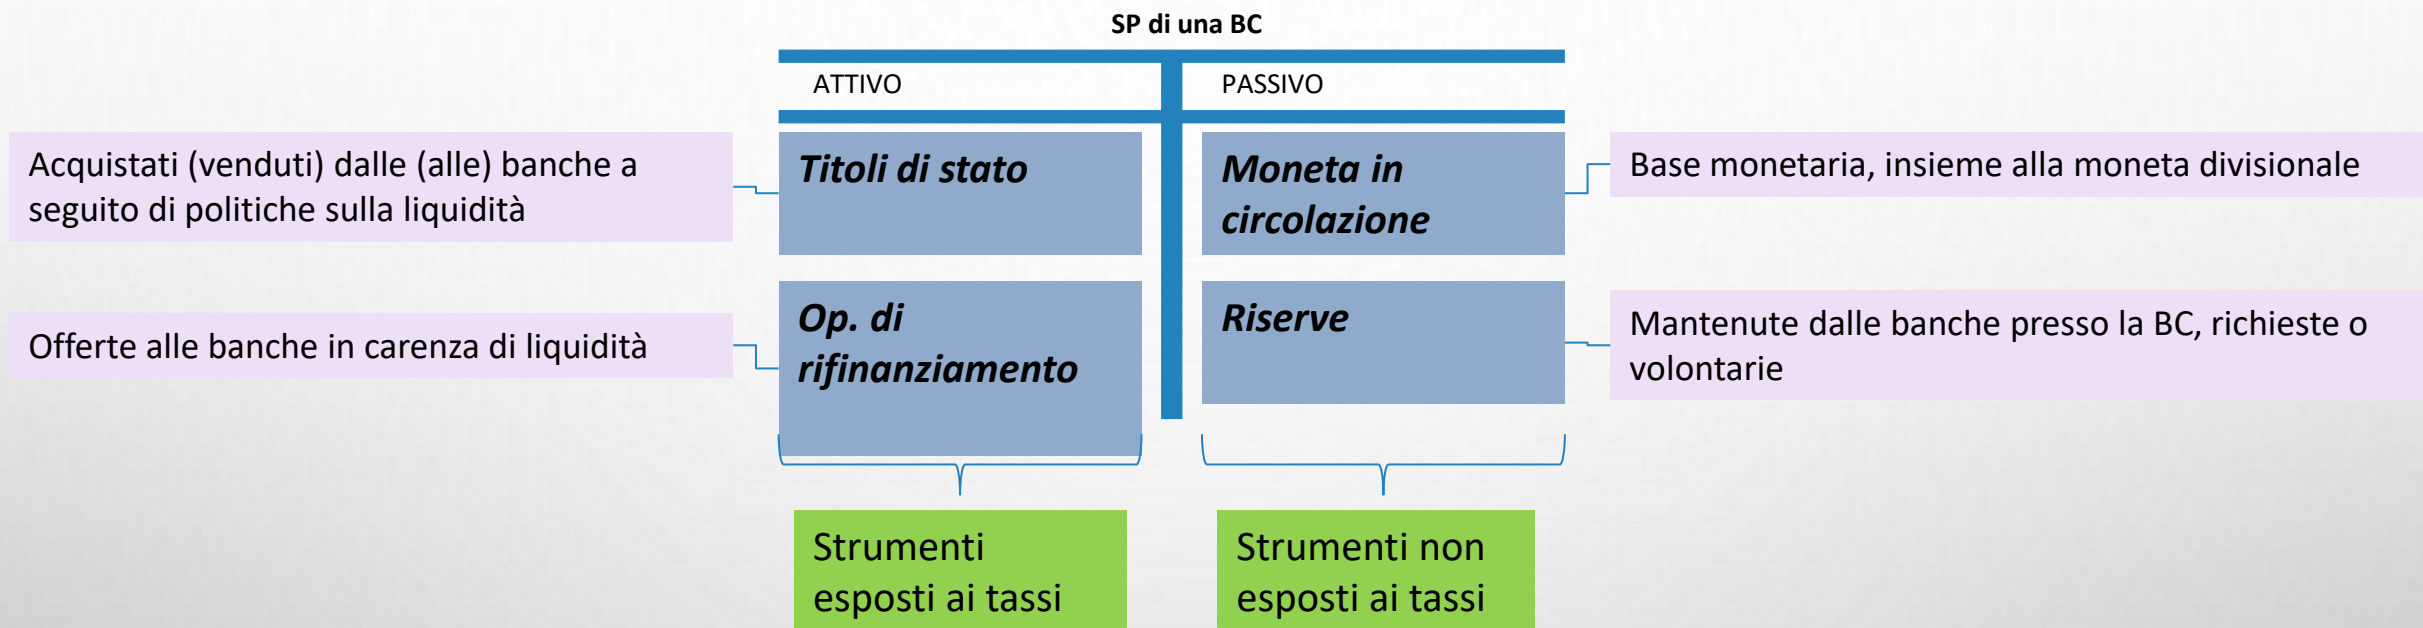 SP di una BC
ATTIVO
PASSIVO
Acquistati (venduti) dalle (alle) banche a
seguito di politiche sulla liquidità
Titoli di stato
Moneta in
circolazione
Base monetaria, insieme alla moneta divisionale
Offerte alle banche in carenza di liquidità
Op. di
rifinanziamento
Riserve
Mantenute dalle banche presso la BC, richieste o
volontarie
Strumenti
esposti ai tassi
Strumenti non
esposti ai tassi